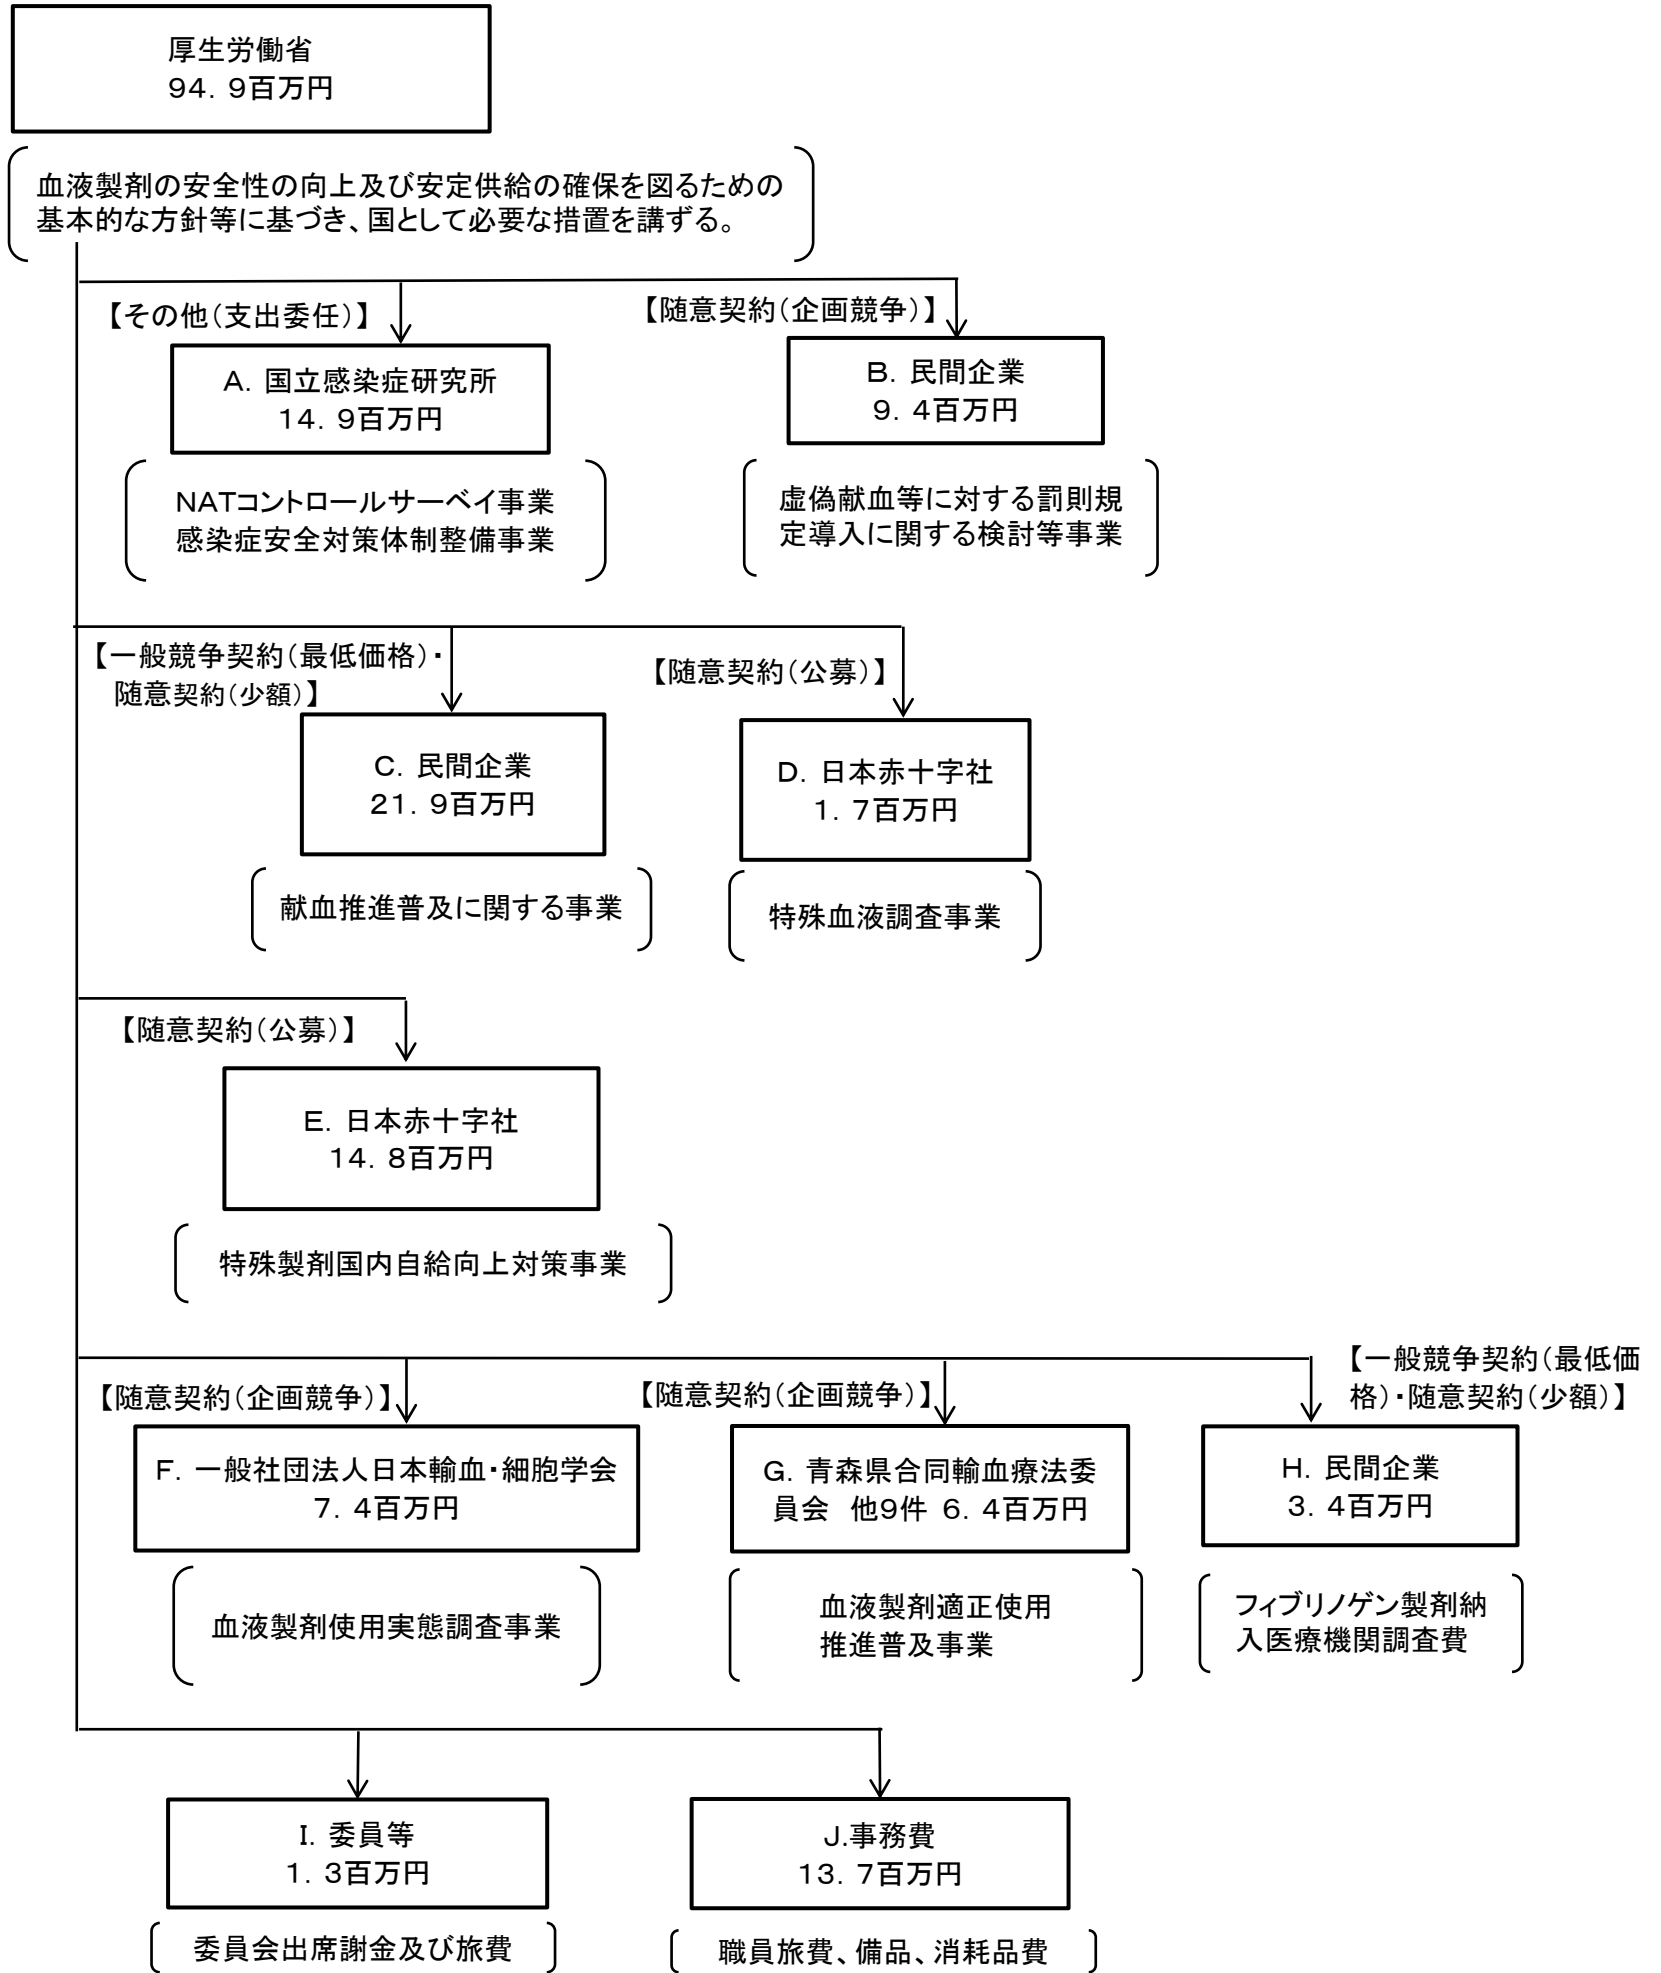 厚生労働省
94．9百万円
血液製剤の安全性の向上及び安定供給の確保を図るための
基本的な方針等に基づき、国として必要な措置を講ずる。
【その他（支出委任）】
【随意契約（企画競争）】
A．国立感染症研究所
14．9百万円
B．民間企業
9．4百万円
NATコントロールサーベイ事業
感染症安全対策体制整備事業
虚偽献血等に対する罰則規
定導入に関する検討等事業
【一般競争契約（最低価格）・
随意契約（少額）】
【随意契約（公募）】
C．民間企業
21．9百万円
D．日本赤十字社
1．7百万円
献血推進普及に関する事業
特殊血液調査事業
【随意契約（公募）】
E．日本赤十字社
14．8百万円
特殊製剤国内自給向上対策事業
【随意契約（企画競争）】
【随意契約（企画競争）】
【一般競争契約（最低価
格）・随意契約（少額）】
F．一般社団法人日本輸血・細胞学会
7．4百万円
G．青森県合同輸血療法委
員会　他9件 6．4百万円
H．民間企業
3．4百万円
血液製剤使用実態調査事業
血液製剤適正使用
推進普及事業
フィブリノゲン製剤納
入医療機関調査費
I．委員等
1．3百万円
J.事務費
13．7百万円
委員会出席謝金及び旅費
職員旅費、備品、消耗品費